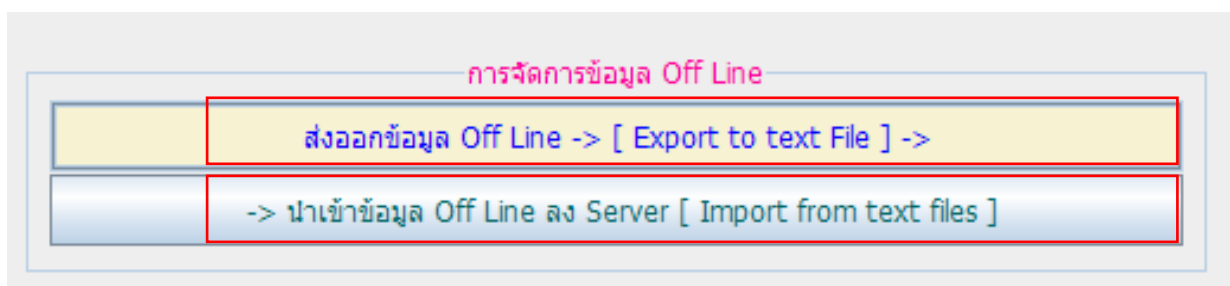 การจัดการข้อมูล Off Line
ส่งออกข้อมูล Off Line -> [ Export to text File ] ->
-> นำเข้าข้อมูล Off Line ลง Server [ Import from text files ]